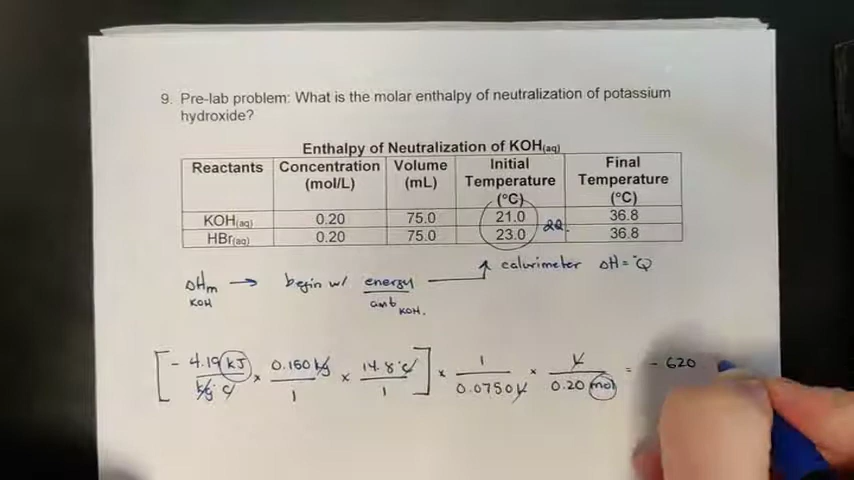 9. Pre-lab problem: What is the molar enthalpy of neutralization of potassium
hydroxide?
Enthalpy of Neutralization of KOH(aq)
Reactants Concentration (mol/L) Volume (mL) Initial Temperature (°C) Final Temperature (°C)
KOH(aq) 0.20 75.0 21.0 36.8
HBr(aq) 0.20 75.0 23.0 22. 36.8
ΔHm KOH → begin w/ energy / amt KOH. ↑ calorimeter ΔH = -Q
[ - 4.19 kJ / kg·°C × 0.150 kg / 1 × 14.8 °C / 1 ] × 1 / 0.0750 L × L / 0.20 mol = - 620